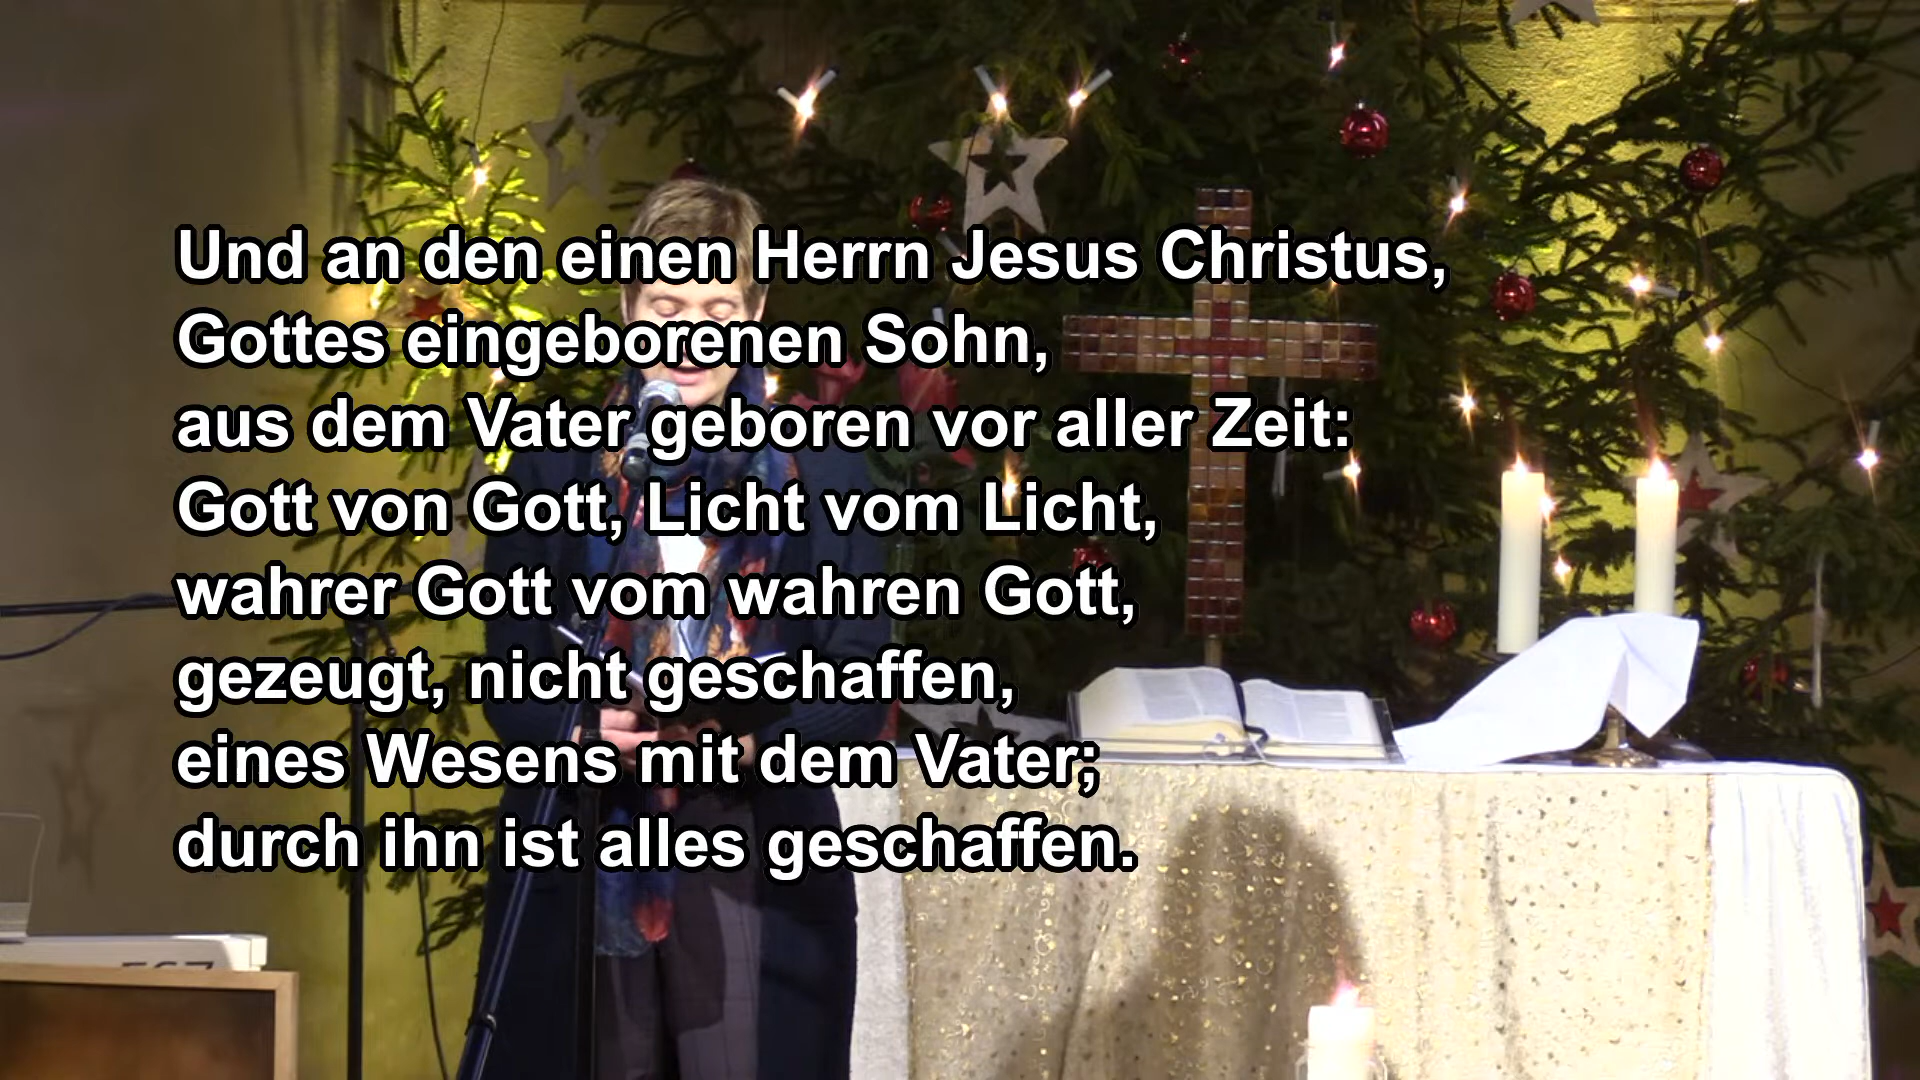 Und an den einen Herrn Jesus Christus,
Gottes eingeborenen Sohn,
aus dem Vater geboren vor aller Zeit:
Gott von Gott, Licht vom Licht,
wahrer Gott vom wahren Gott,
gezeugt, nicht geschaffen,
eines Wesens mit dem Vater;
durch ihn ist alles geschaffen.